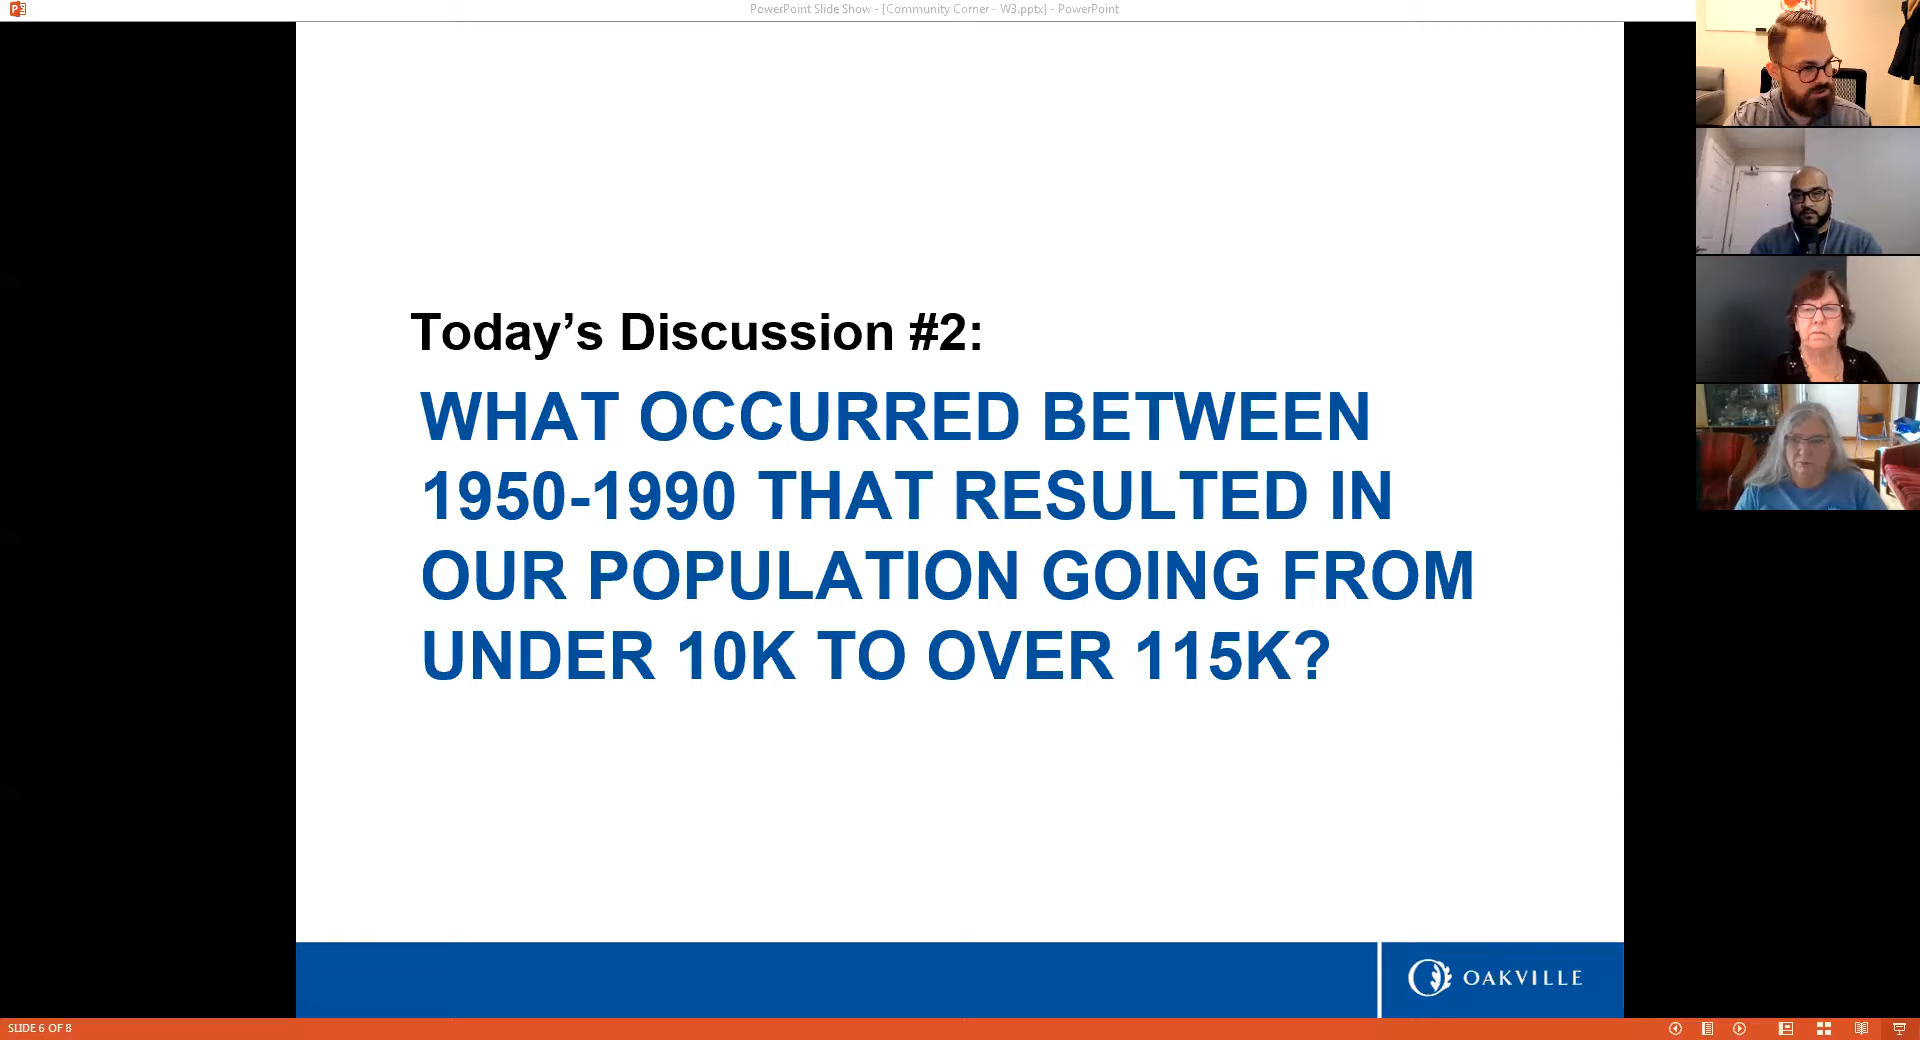 PowerPoint Slide Show - [Community Corner - W3.pptx] - PowerPoint
Today’s Discussion #2:
WHAT OCCURRED BETWEEN
1950-1990 THAT RESULTED IN
OUR POPULATION GOING FROM
UNDER 10K TO OVER 115K?
OAKVILLE
SLIDE 6 OF 8